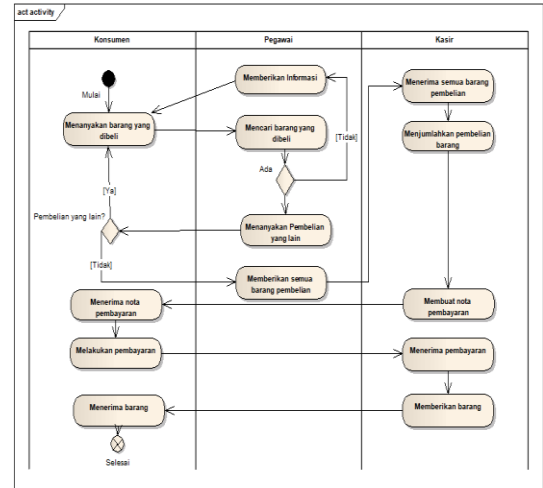 act activity
Konsumen
Pegawai
Kasir
Mulai
Memberikan Informasi
Menerima semua barang
pembelian
Menanyakan barang yang
dibeli
Mencari barang yang
dibeli
[Tidak]
Menjumlahkan pembelian
barang
Ada
[Ya]
Pembelian yang lain?
Menanyakan Pembelian
yang lain
[Tidak]
Memberikan semua
barang pembelian
Menerima nota
pembayaran
Membuat nota
pembayaran
Melakukan pembayaran
Menerima pembayaran
Menerima barang
Memberikan barang
Selesai